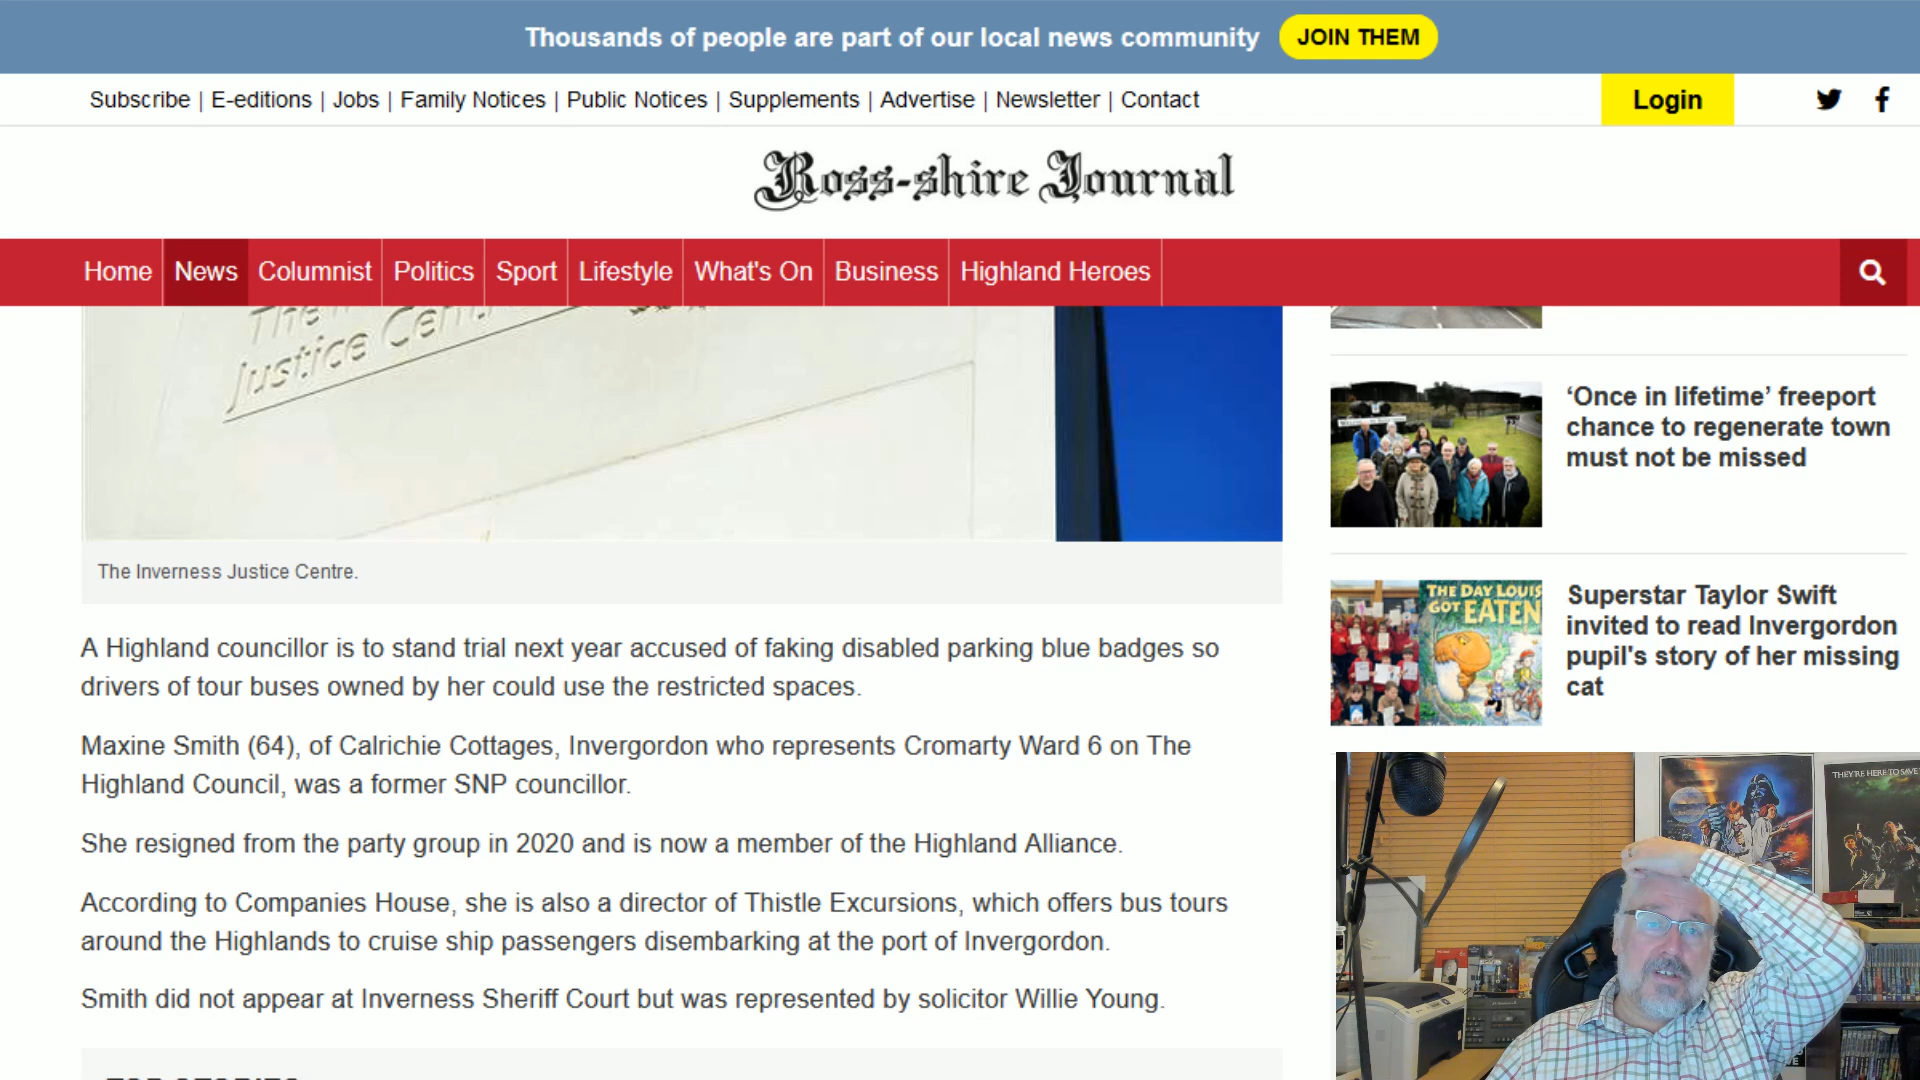 Thousands of people are part of our local news community JOIN THEM
Subscribe | E-editions | Jobs | Family Notices | Public Notices | Supplements | Advertise | Newsletter | Contact
Login
Ross-shire Journal
Home News Columnist Politics Sport Lifestyle What's On Business Highland Heroes
The
Justice
The Inverness Justice Centre.
A Highland councillor is to stand trial next year accused of faking disabled parking blue badges so
drivers of tour buses owned by her could use the restricted spaces.
Maxine Smith (64), of Calrichie Cottages, Invergordon who represents Cromarty Ward 6 on The
Highland Council, was a former SNP councillor.
She resigned from the party group in 2020 and is now a member of the Highland Alliance.
According to Companies House, she is also a director of Thistle Excursions, which offers bus tours
around the Highlands to cruise ship passengers disembarking at the port of Invergordon.
Smith did not appear at Inverness Sheriff Court but was represented by solicitor Willie Young.
‘Once in lifetime’ freeport
chance to regenerate town
must not be missed
THE DAY LOUIS
GOT EATEN
Superstar Taylor Swift
invited to read Invergordon
pupil's story of her missing
cat
THEY'RE HERE TO SAVE